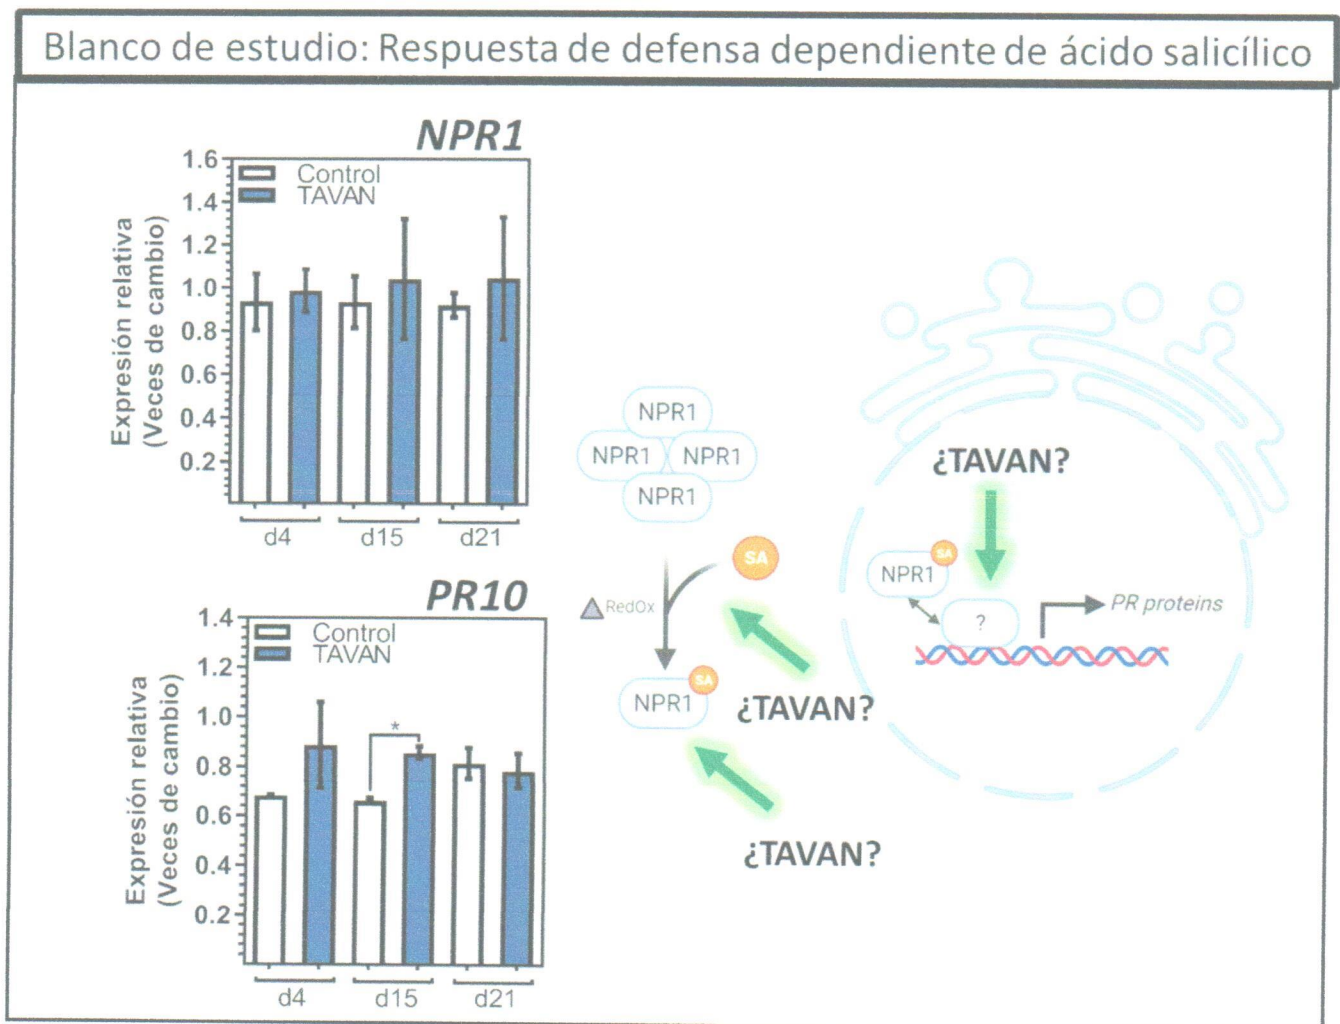 Blanco de estudio: Respuesta de defensa dependiente de ácido salicílico
NPR1
Expresión relativa
(Veces de cambio)
1.6
1.4
1.2
1.0
0.8
0.6
0.4
0.2
Control
TAVAN
d4
d15
d21
PR10
Expresión relativa
(Veces de cambio)
1.4
1.2
1.0
0.8
0.6
0.4
0.2
Control
TAVAN
*
d4
d15
d21
NPR1
NPR1 NPR1
NPR1
SA
RedOx
SA
NPR1
¿TAVAN?
¿TAVAN?
¿TAVAN?
SA
NPR1
?
PR proteins